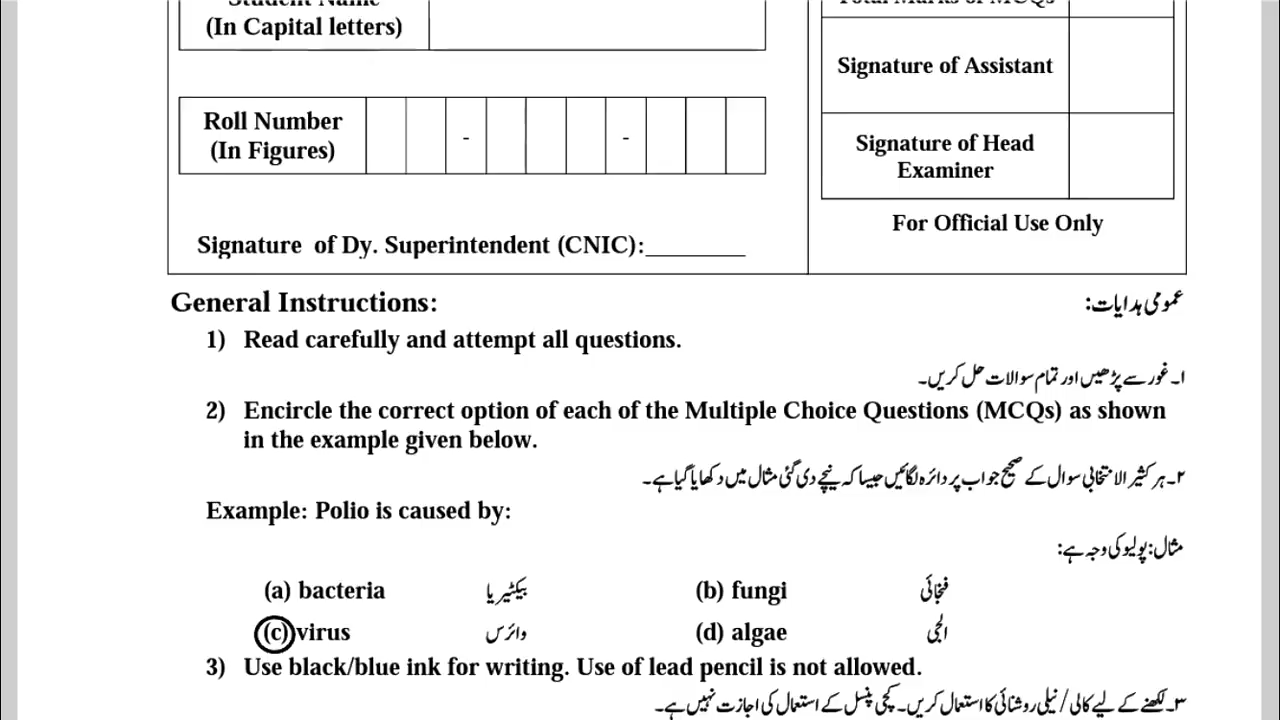 Student Name
(In Capital letters)
Total Marks of MCQs
Signature of Assistant
Roll Number
(In Figures)
-
-
Signature of Head
Examiner
For Official Use Only
Signature of Dy. Superintendent (CNIC):________
General Instructions:
عمومی ہدایات:
1) Read carefully and attempt all questions.
۱۔ غور سے پڑھیں اور تمام سوالات حل کریں۔
2) Encircle the correct option of each of the Multiple Choice Questions (MCQs) as shown
in the example given below.
۲۔ ہر کثیر الانتخابی سوال کے صحیح جواب پر دائرہ لگائیں جیسا کہ نیچے دی گئی مثال میں دکھایا گیا ہے۔
Example: Polio is caused by:
مثال: پولیو کی وجہ ہے:
(a) bacteria بیکٹیریا (b) fungi فنجائی
(c) virus وائرس (d) algae الجی
3) Use black/blue ink for writing. Use of lead pencil is not allowed.
۳۔ لکھنے کے لیے کالی/ نیلی روشنائی کا استعمال کریں۔ کچی پنسل کے استعمال کی اجازت نہیں ہے۔